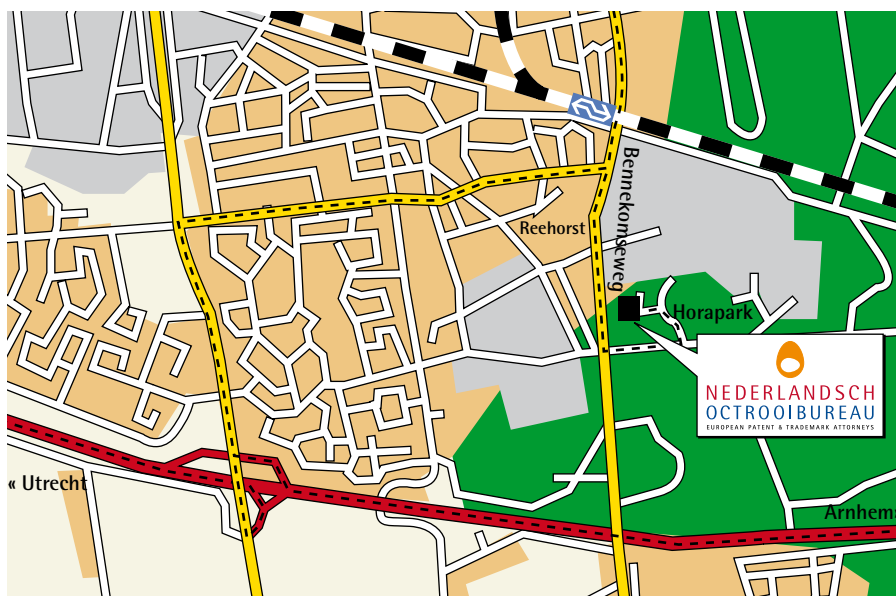 Bennekomseweg
Reehorst
Horapark
NEDERLANDSCH
OCTROOIBUREAU
EUROPEAN PATENT & TRADEMARK ATTORNEYS
« Utrecht
Arnhem